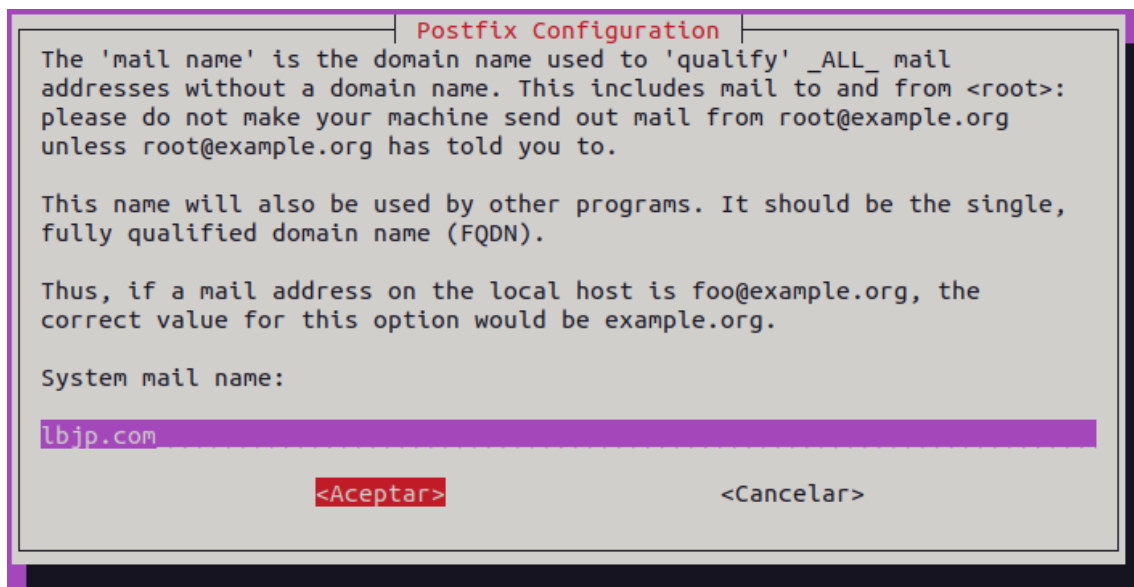 Postfix Configuration
The 'mail name' is the domain name used to 'qualify' _ALL_ mail
addresses without a domain name. This includes mail to and from <root>:
please do not make your machine send out mail from root@example.org
unless root@example.org has told you to.
This name will also be used by other programs. It should be the single,
fully qualified domain name (FQDN).
Thus, if a mail address on the local host is foo@example.org, the
correct value for this option would be example.org.
System mail name:
lbjp.com
<Aceptar> <Cancelar>